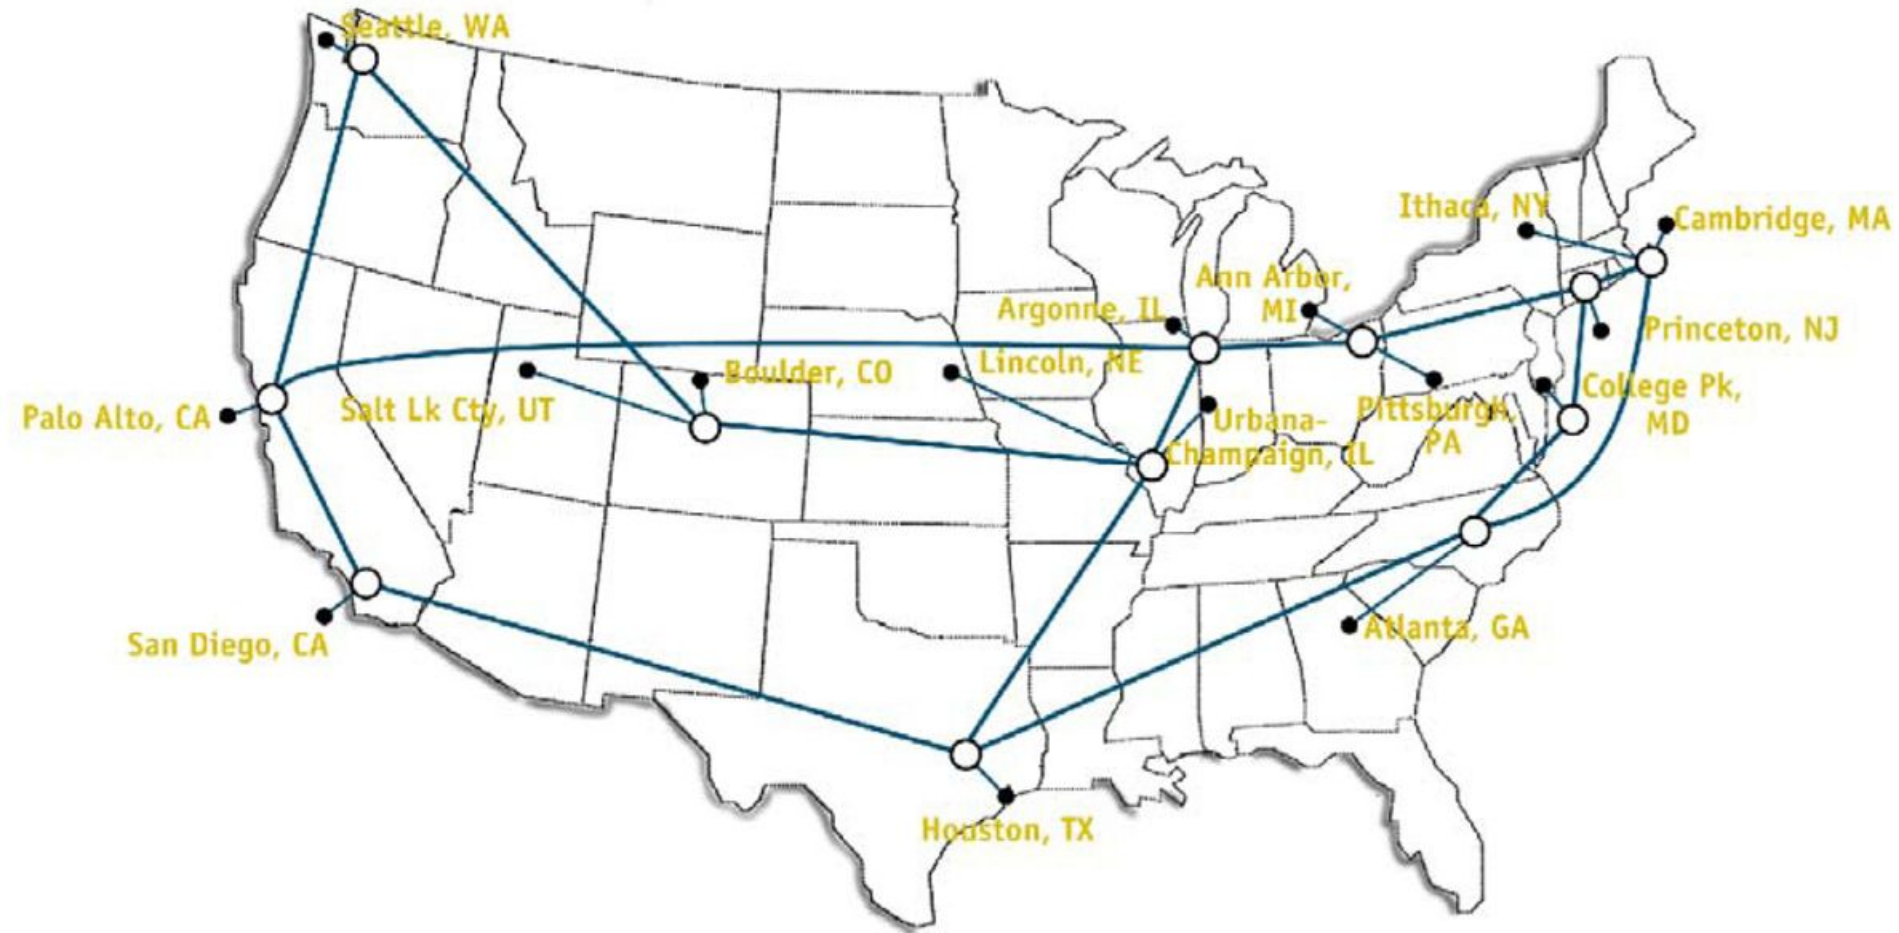 Seattle, WA
Ithaca, NY
Cambridge, MA
Ann Arbor,
MI
Argonne, IL
Princeton, NJ
Lincoln, NE
Boulder, CO
College Pk,
MD
Palo Alto, CA
Salt Lk Cty, UT
Urbana-
Champaign, IL
Pittsburgh,
PA
San Diego, CA
Atlanta, GA
Houston, TX